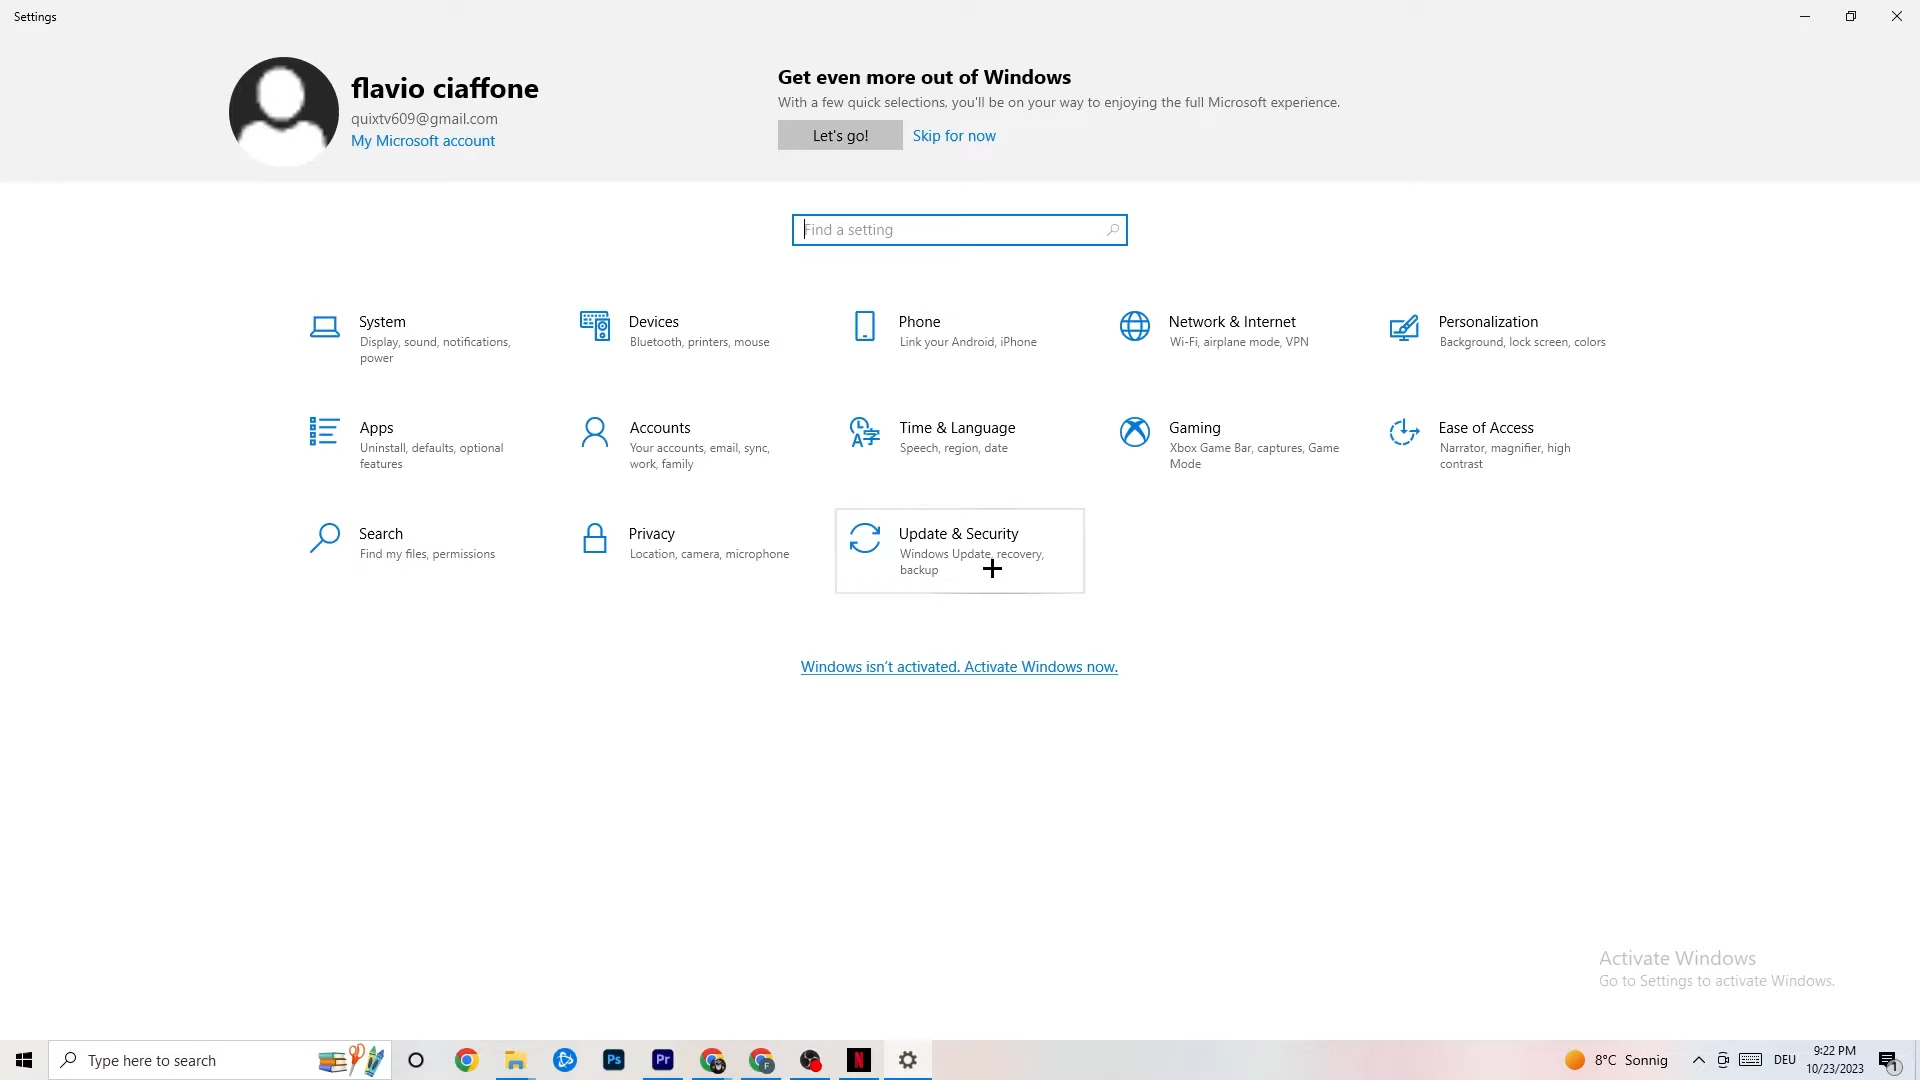 Settings
flavio ciaffone
quixtv609@gmail.com
My Microsoft account
Get even more out of Windows
With a few quick selections, you'll be on your way to enjoying the full Microsoft experience.
Let's go!
Skip for now
Find a setting
System
Display, sound, notifications,
power
Devices
Bluetooth, printers, mouse
Phone
Link your Android, iPhone
Network & Internet
Wi-Fi, airplane mode, VPN
Personalization
Background, lock screen, colors
Apps
Uninstall, defaults, optional
features
Accounts
Your accounts, email, sync,
work, family
Time & Language
Speech, region, date
Gaming
Xbox Game Bar, captures, Game
Mode
Ease of Access
Narrator, magnifier, high
contrast
Search
Find my files, permissions
Privacy
Location, camera, microphone
Update & Security
Windows Update, recovery,
backup
Windows isn't activated. Activate Windows now.
Activate Windows
Go to Settings to activate Windows.
Type here to search
Ps
Pr
F
N
8°C Sonnig
DEU
9:22 PM
10/23/2023
1